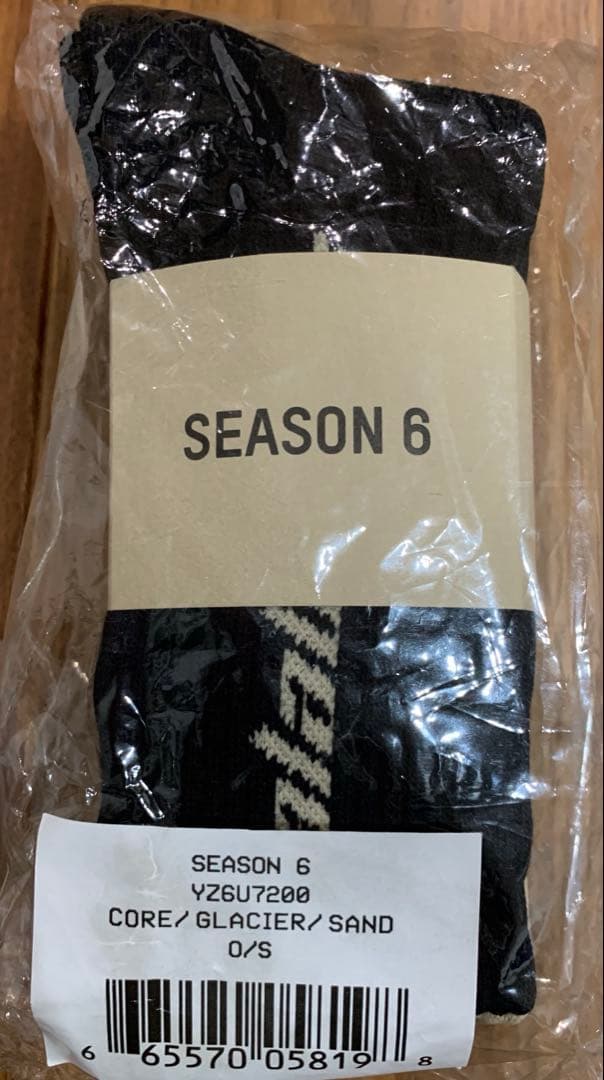 SEASON 6
SEASON 6
YZ6U7200
CORE/GLACIER/SAND
O/S
6 65570 05819 8